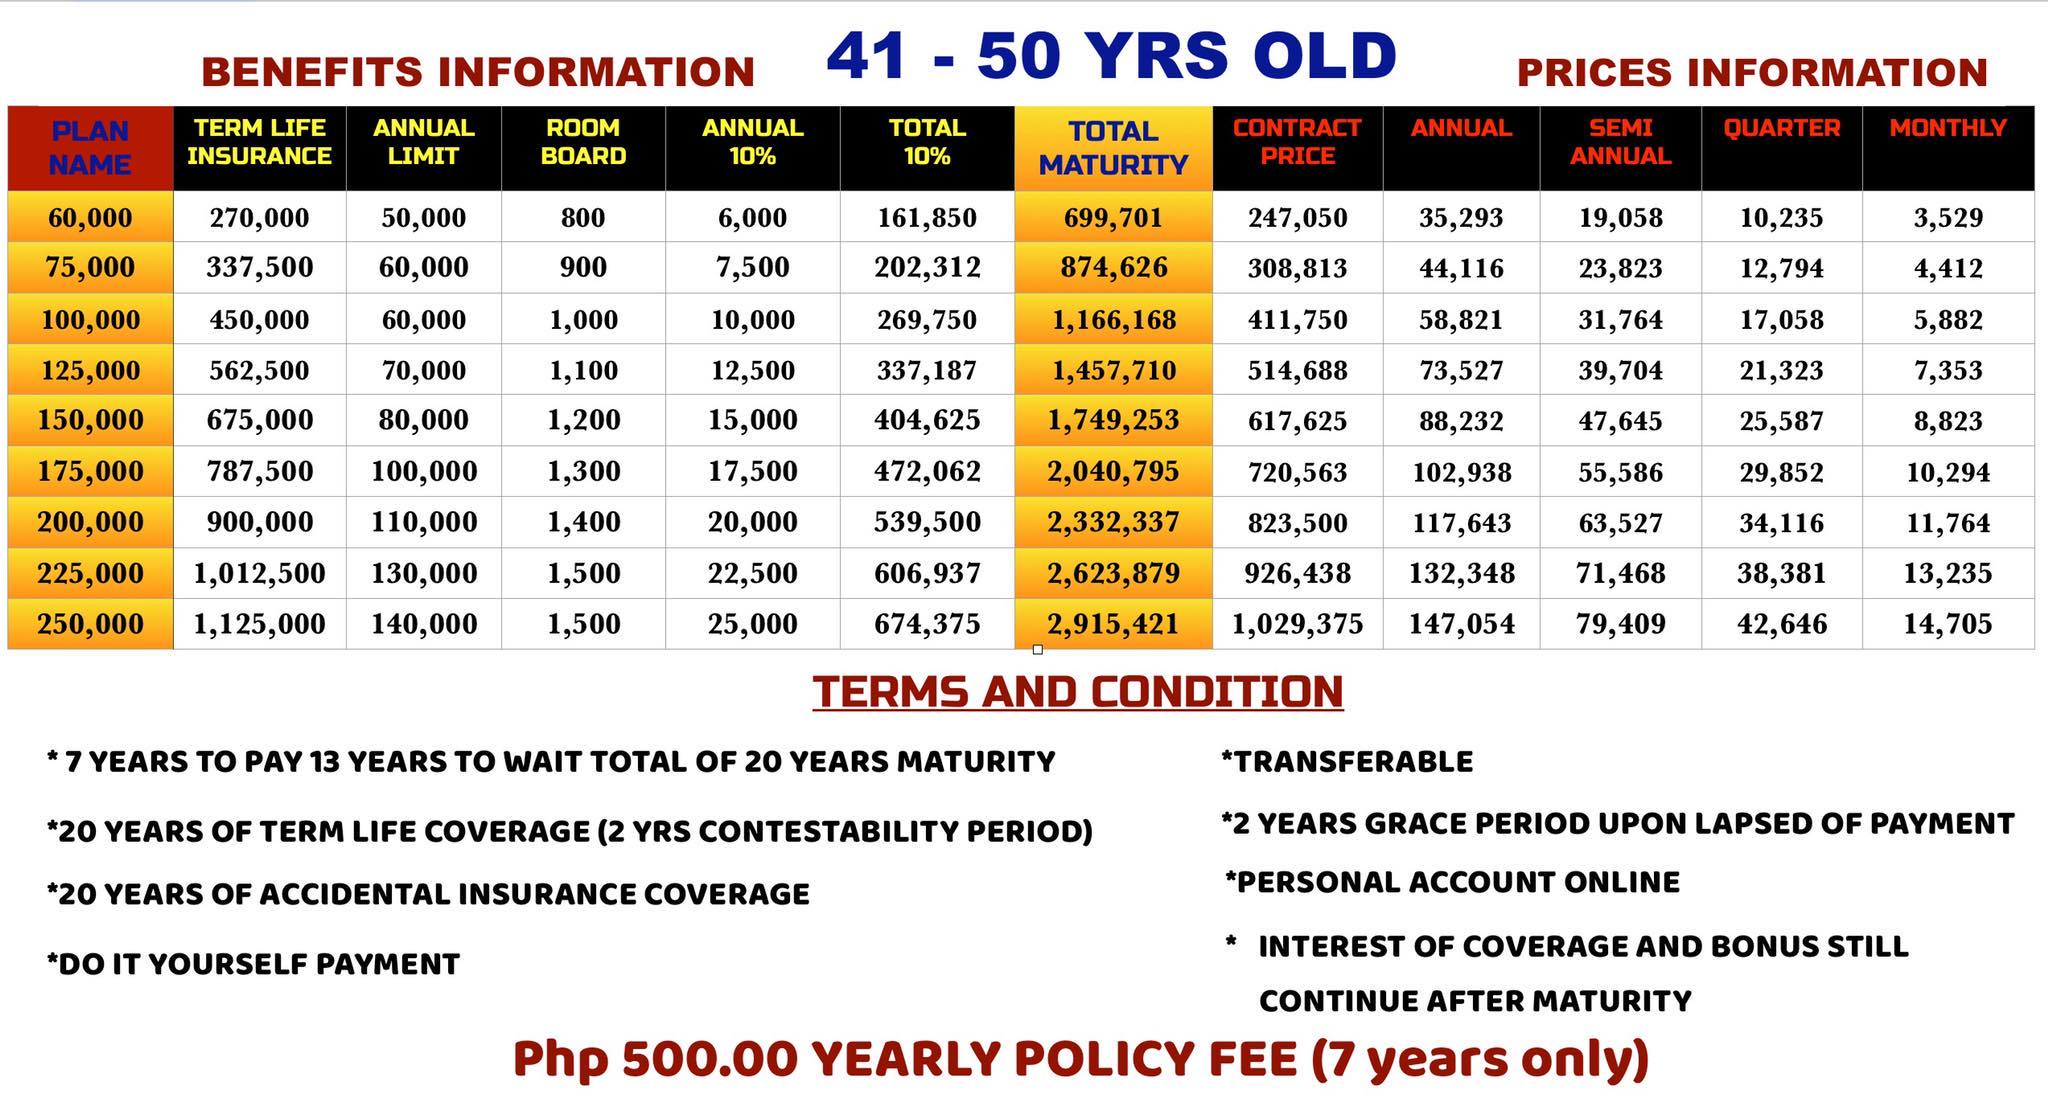 BENEFITS INFORMATION 41 - 50 YRS OLD PRICES INFORMATION
PLAN NAME TERM LIFE INSURANCE ANNUAL LIMIT ROOM BOARD ANNUAL 10% TOTAL 10% TOTAL MATURITY CONTRACT PRICE ANNUAL SEMI ANNUAL QUARTER MONTHLY
60,000 270,000 50,000 800 6,000 161,850 699,701 247,050 35,293 19,058 10,235 3,529
75,000 337,500 60,000 900 7,500 202,312 874,626 308,813 44,116 23,823 12,794 4,412
100,000 450,000 60,000 1,000 10,000 269,750 1,166,168 411,750 58,821 31,764 17,058 5,882
125,000 562,500 70,000 1,100 12,500 337,187 1,457,710 514,688 73,527 39,704 21,323 7,353
150,000 675,000 80,000 1,200 15,000 404,625 1,749,253 617,625 88,232 47,645 25,587 8,823
175,000 787,500 100,000 1,300 17,500 472,062 2,040,795 720,563 102,938 55,586 29,852 10,294
200,000 900,000 110,000 1,400 20,000 539,500 2,332,337 823,500 117,643 63,527 34,116 11,764
225,000 1,012,500 130,000 1,500 22,500 606,937 2,623,879 926,438 132,348 71,468 38,381 13,235
250,000 1,125,000 140,000 1,500 25,000 674,375 2,915,421 1,029,375 147,054 79,409 42,646 14,705
TERMS AND CONDITION
* 7 YEARS TO PAY 13 YEARS TO WAIT TOTAL OF 20 YEARS MATURITY
*20 YEARS OF TERM LIFE COVERAGE (2 YRS CONTESTABILITY PERIOD)
*20 YEARS OF ACCIDENTAL INSURANCE COVERAGE
*DO IT YOURSELF PAYMENT
*TRANSFERABLE
*2 YEARS GRACE PERIOD UPON LAPSED OF PAYMENT
*PERSONAL ACCOUNT ONLINE
* INTEREST OF COVERAGE AND BONUS STILL
CONTINUE AFTER MATURITY
Php 500.00 YEARLY POLICY FEE (7 years only)